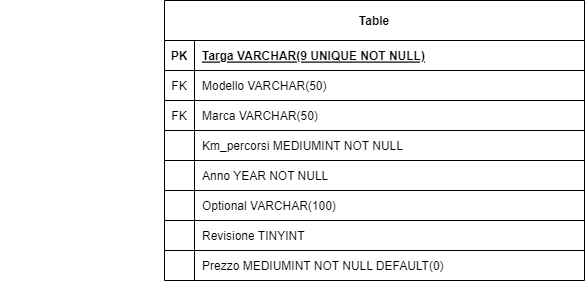 Table
PK Targa VARCHAR(9 UNIQUE NOT NULL)
FK Modello VARCHAR(50)
FK Marca VARCHAR(50)
Km_percorsi MEDIUMINT NOT NULL
Anno YEAR NOT NULL
Optional VARCHAR(100)
Revisione TINYINT
Prezzo MEDIUMINT NOT NULL DEFAULT(0)